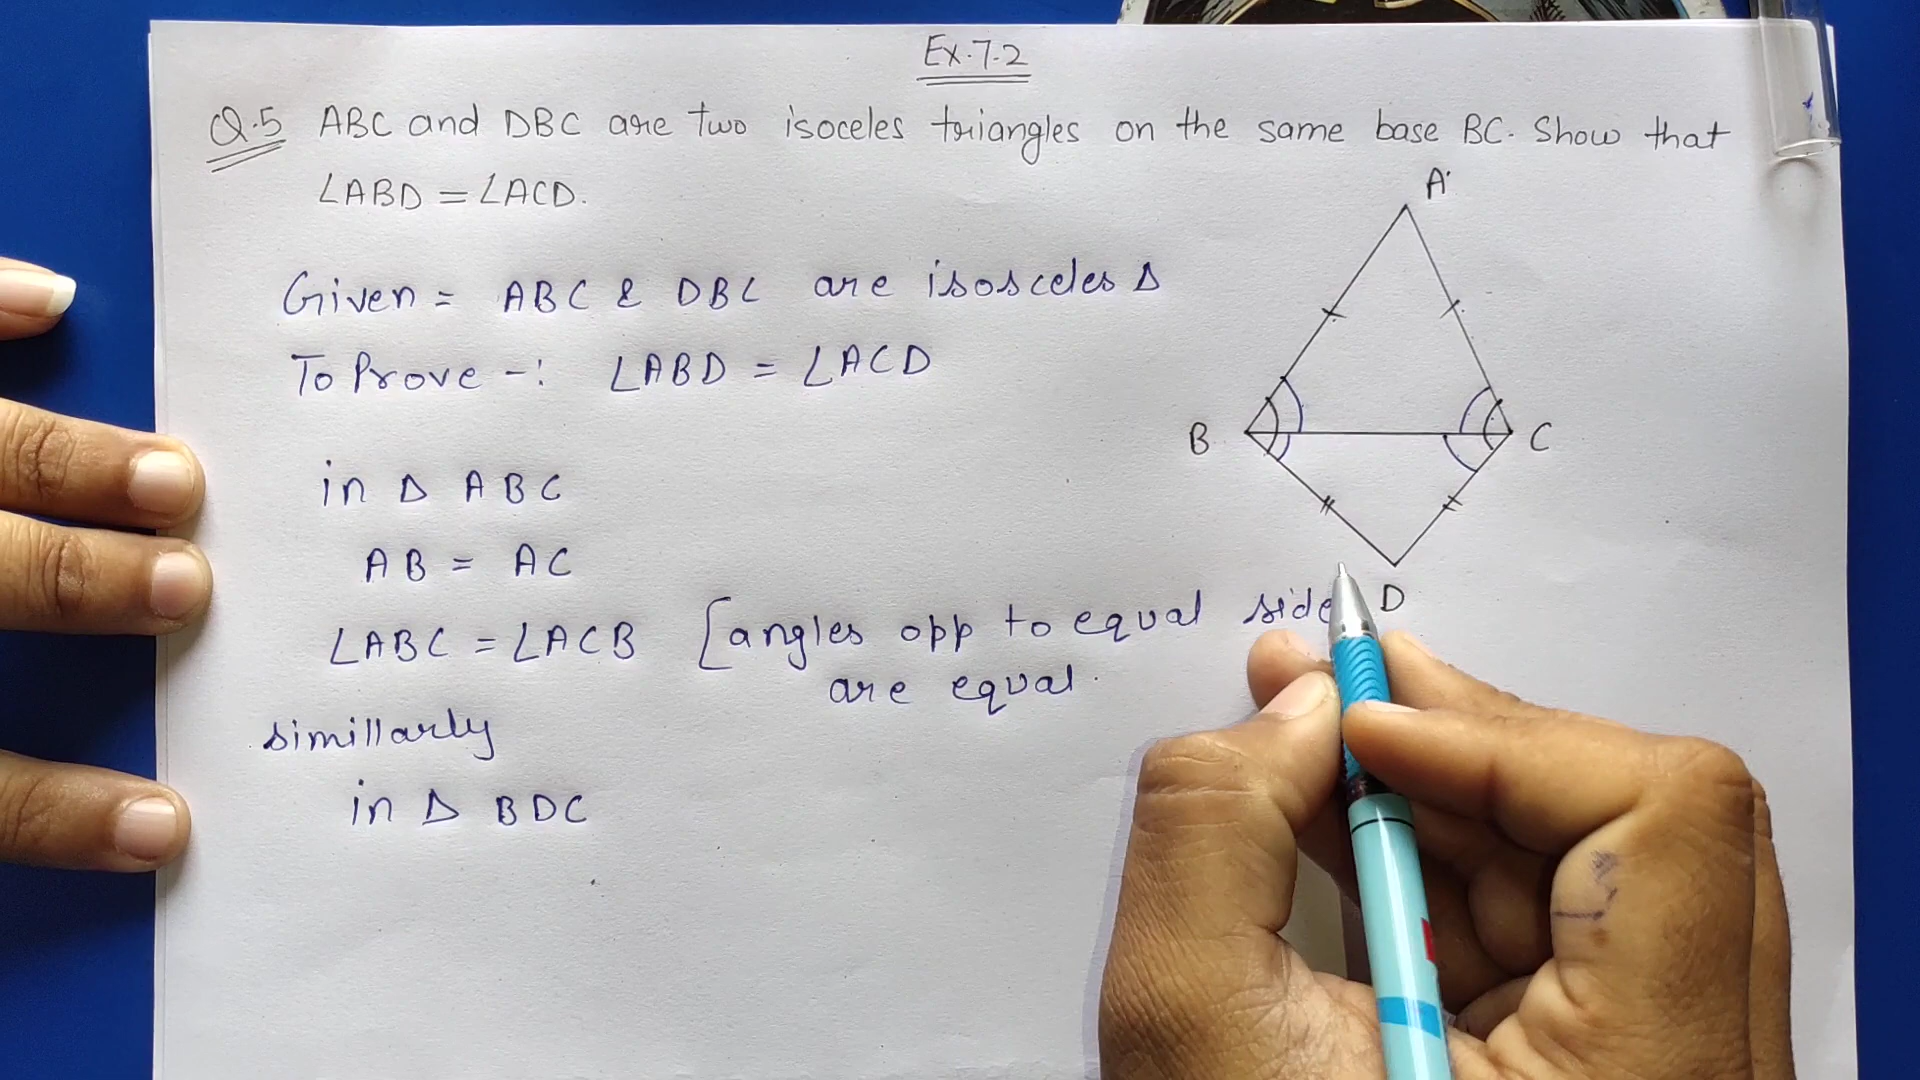 Ex.7.2
Q.5 ABC and DBC are two isoceles triangles on the same base BC. Show that
∠ABD = ∠ACD.
Given = ABC & DBC are isosceles Δ
To Prove -: ∠ABD = ∠ACD
in Δ ABC
AB = AC
∠ABC = ∠ACB [angles opp to equal side
are equal.
simillarly
in Δ BDC
A
B
C
D